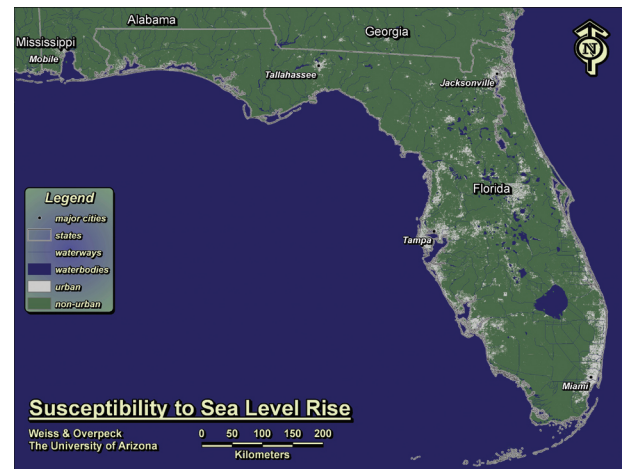 Alabama
Mississippi
Georgia
N
Mobile
Tallahassee
Jacksonville
Legend
major cities
states
waterways
waterbodies
urban
non-urban
Florida
Tampa
Miami
Susceptibility to Sea Level Rise
Weiss & Overpeck
The University of Arizona
0 50 100 150 200
Kilometers